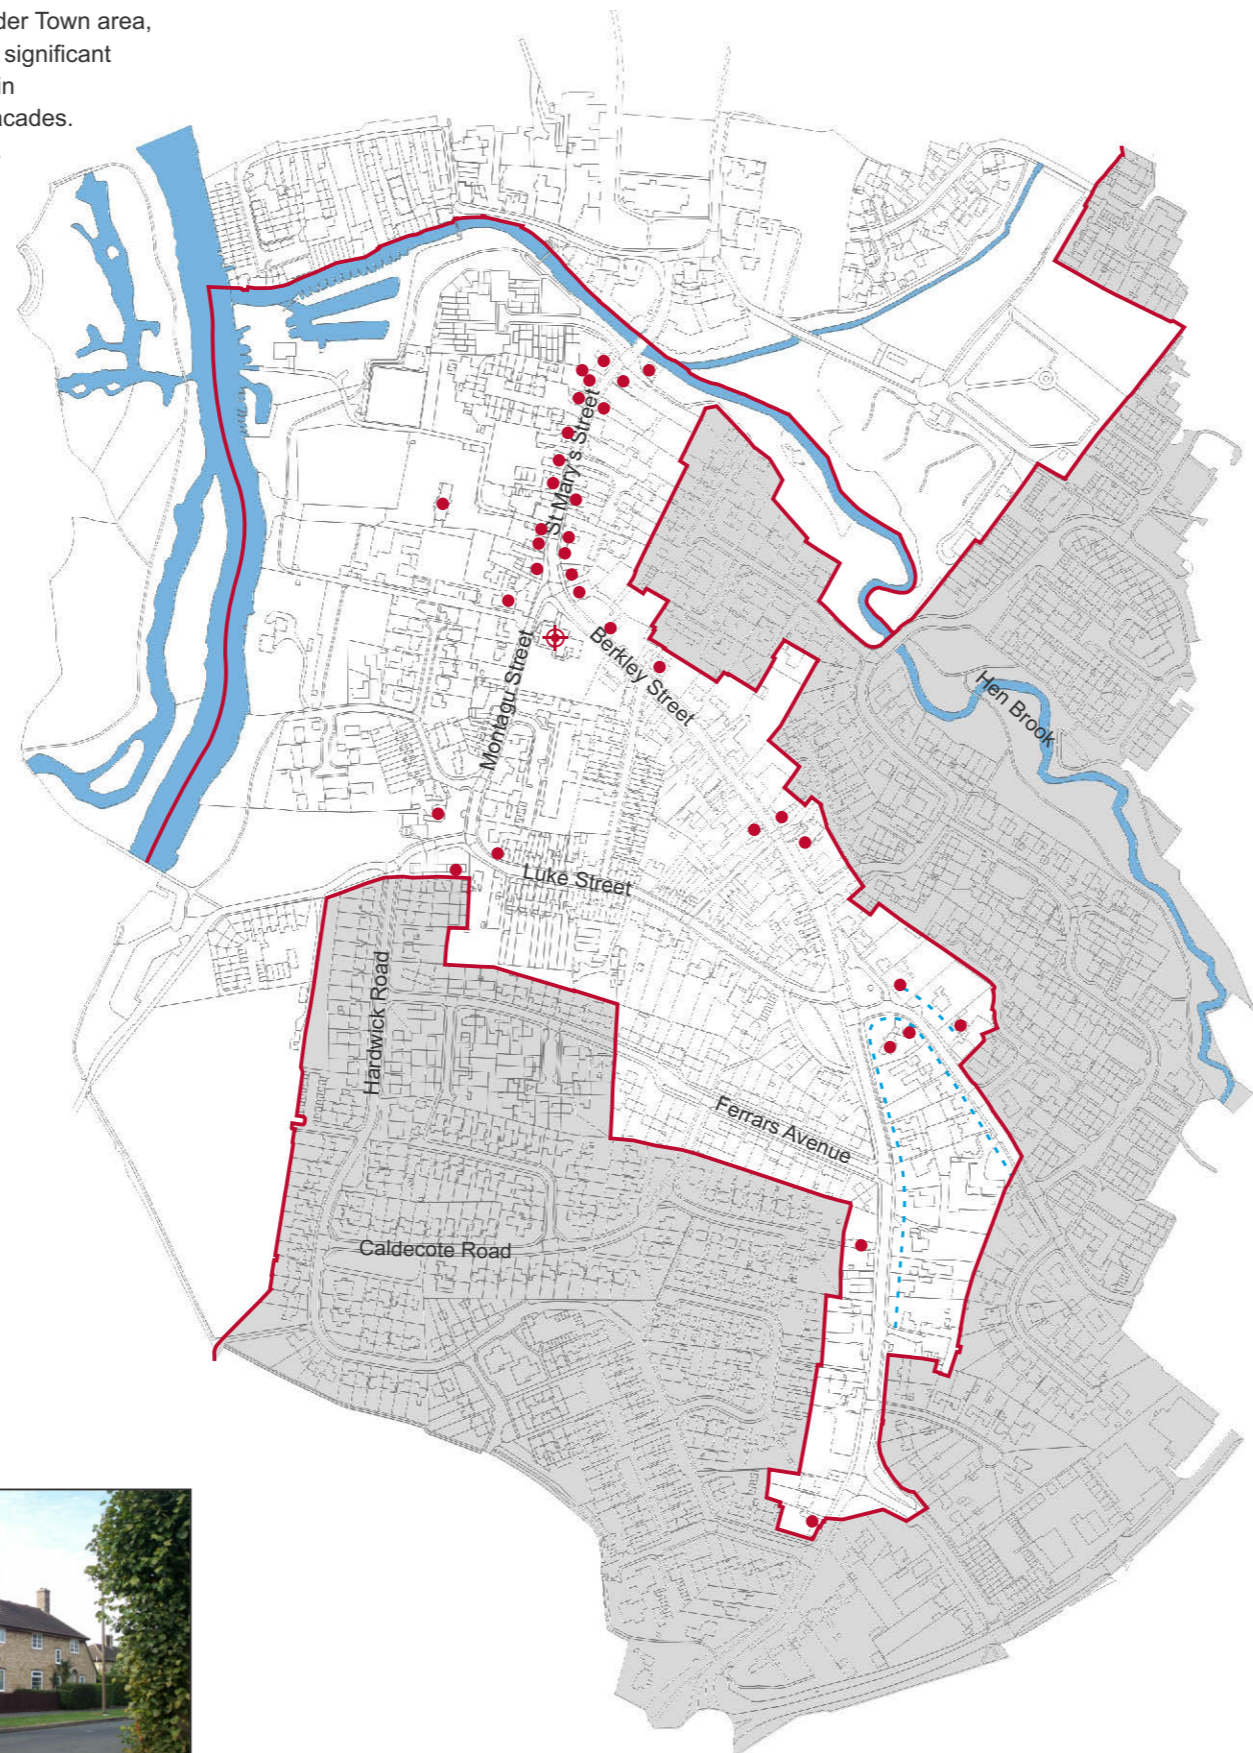 der Town area,
significant
in
acades.
St Mary's Street
Berkley Street
Montagu Street
Hen Brook
Luke Street
Hardwick Road
Ferrars Avenue
Caldecote Road